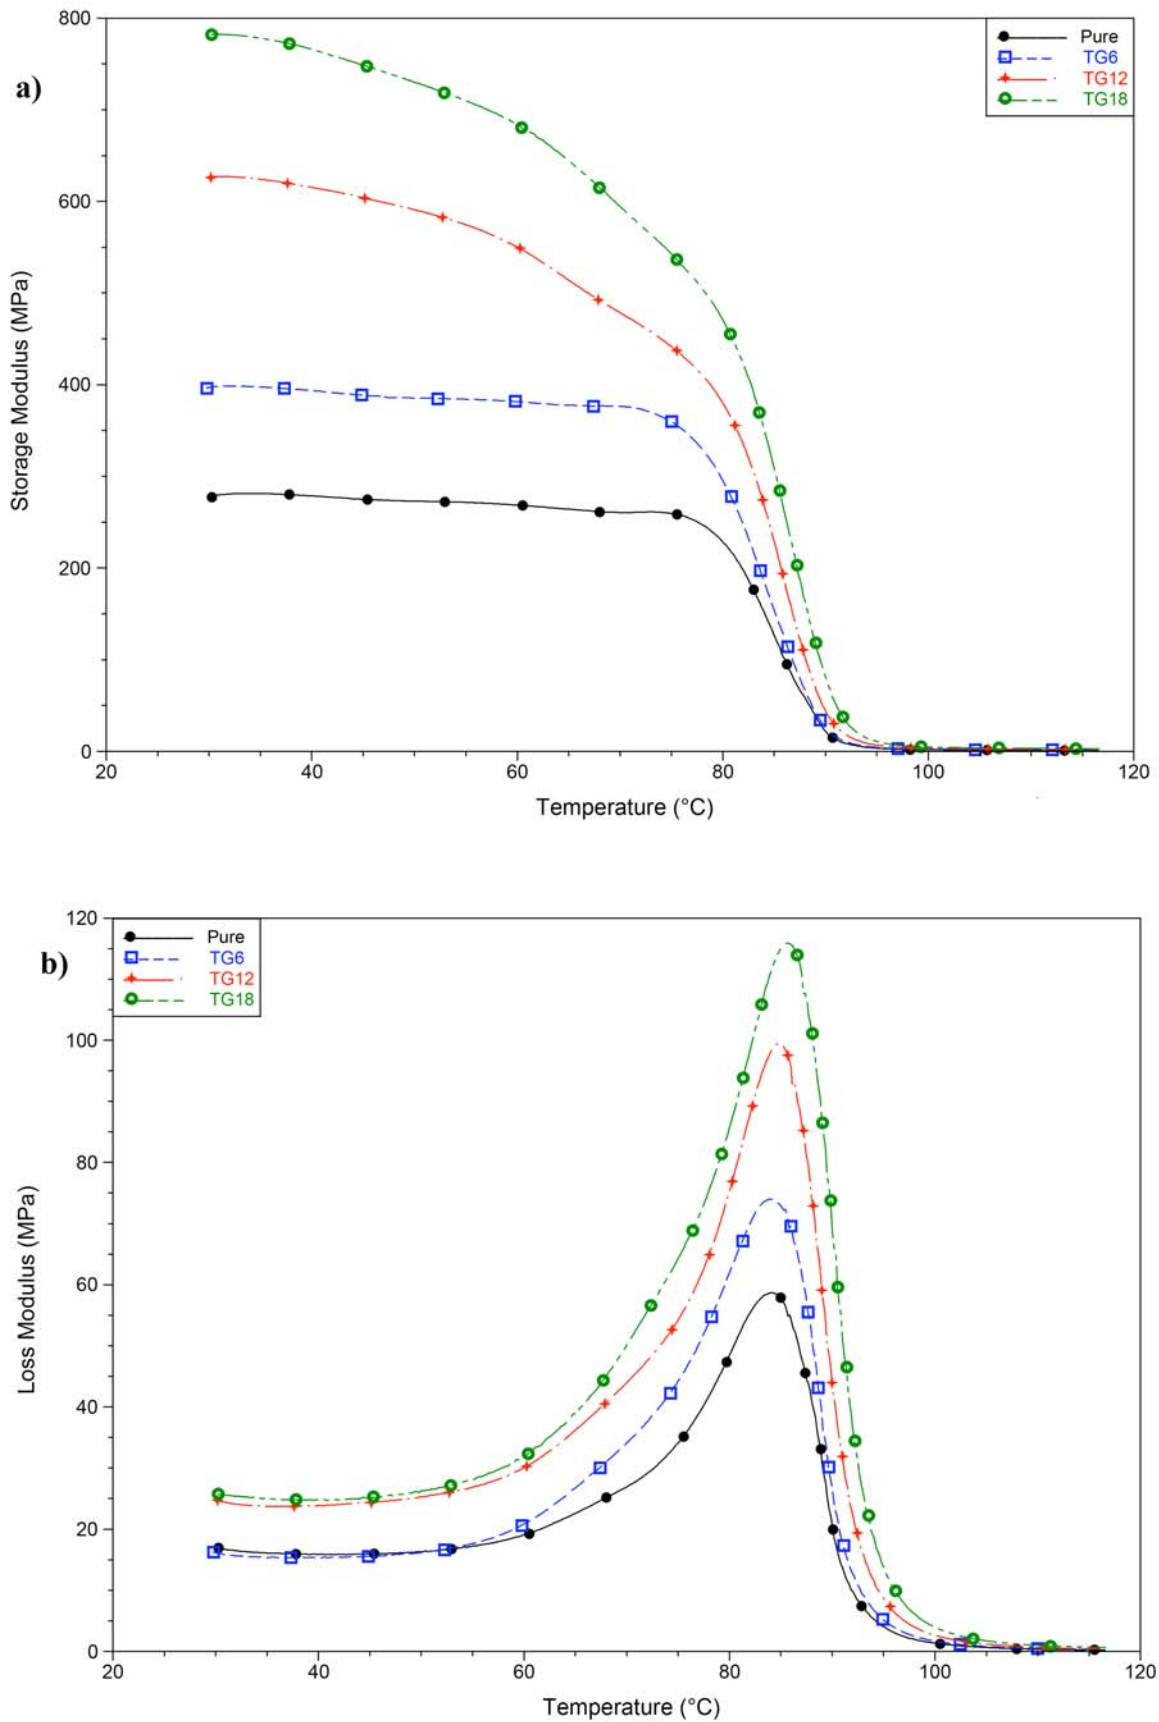 a)
800
600
400
200
0
Storage Modulus (MPa)
Pure
TG6
TG12
TG18
20 40 60 80 100 120
Temperature (°C)
b)
120
100
80
60
40
20
0
Loss Modulus (MPa)
Pure
TG6
TG12
TG18
20 40 60 80 100 120
Temperature (°C)